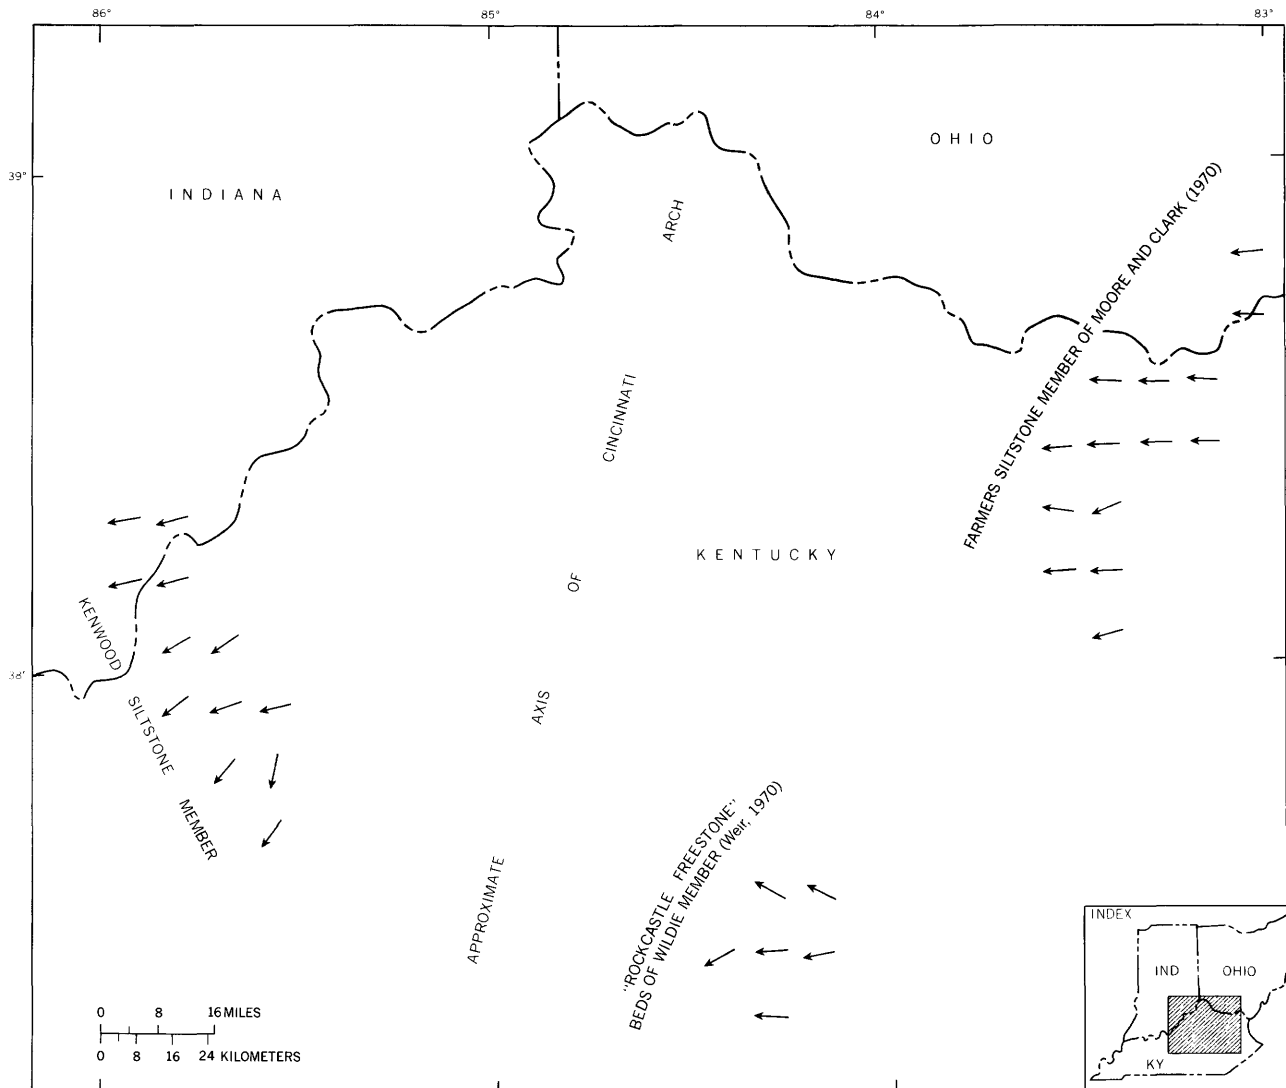 86°
85°
84°
83°
OHIO
39°
INDIANA
ARCH
FARMERS SILTSTONE MEMBER OF MOORE AND CLARK (1970)
CINCINNATI
KENTUCKY
OF
KENWOOD
38°
AXIS
SILTSTONE
MEMBER
APPROXIMATE
"ROCKCASTLE FREESTONE"
BEDS OF WILDIE MEMBER (Weir, 1970)
INDEX
IND
OHIO
KY
0 8 16 MILES
0 8 16 24 KILOMETERS